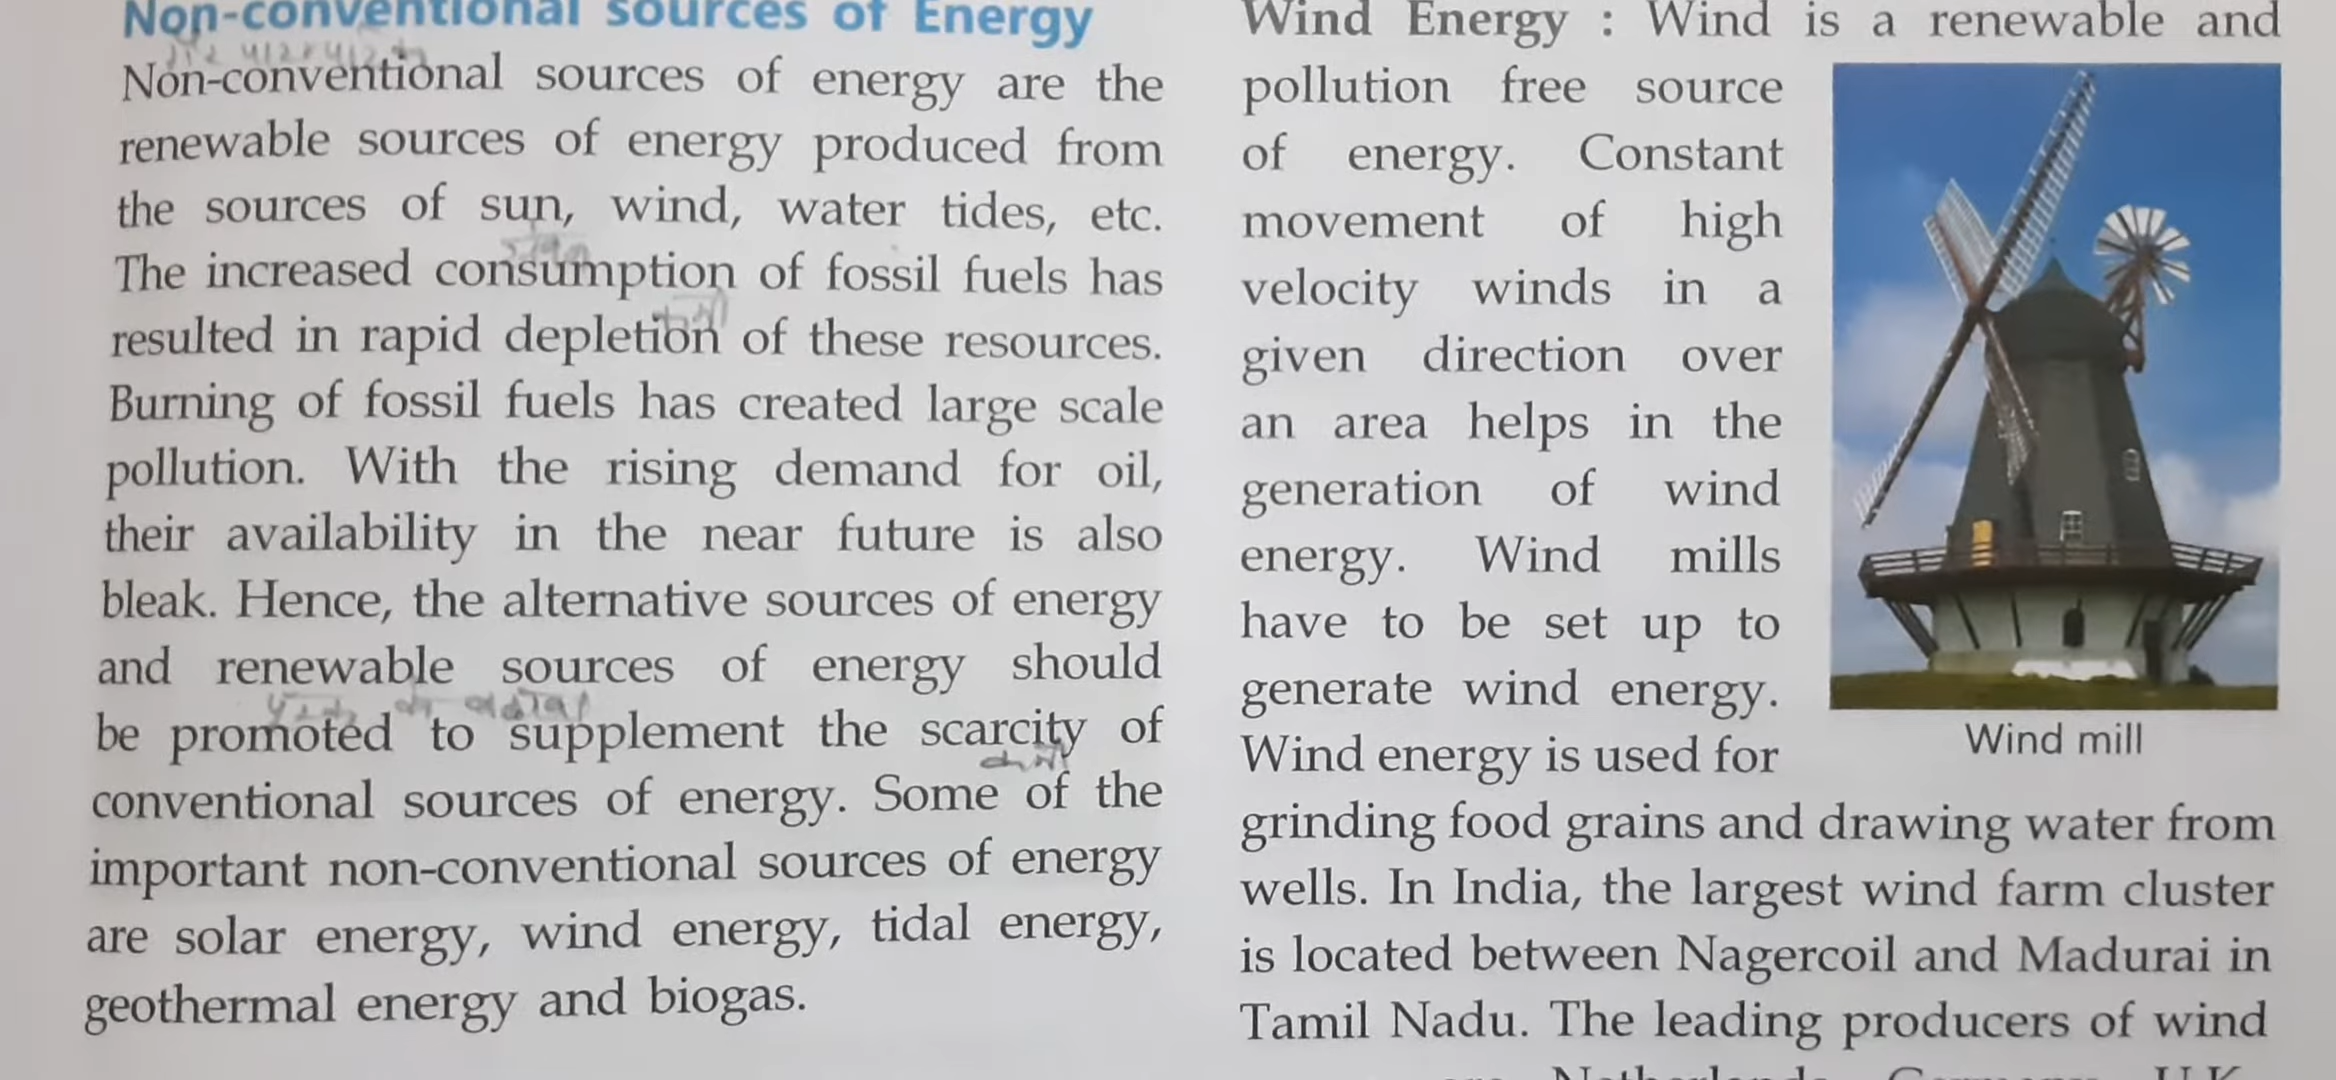 Non-conventional sources of Energy
Non-conventional sources of energy are the
renewable sources of energy produced from
the sources of sun, wind, water tides, etc.
The increased consumption of fossil fuels has
resulted in rapid depletion of these resources.
Burning of fossil fuels has created large scale
pollution. With the rising demand for oil,
their availability in the near future is also
bleak. Hence, the alternative sources of energy
and renewable sources of energy should
be promoted to supplement the scarcity of
conventional sources of energy. Some of the
important non-conventional sources of energy
are solar energy, wind energy, tidal energy,
geothermal energy and biogas.
Wind Energy : Wind is a renewable and
pollution free source
of energy. Constant
movement of high
velocity winds in a
given direction over
an area helps in the
generation of wind
energy. Wind mills
have to be set up to
generate wind energy.
Wind energy is used for
grinding food grains and drawing water from
wells. In India, the largest wind farm cluster
is located between Nagercoil and Madurai in
Tamil Nadu. The leading producers of wind
Wind mill